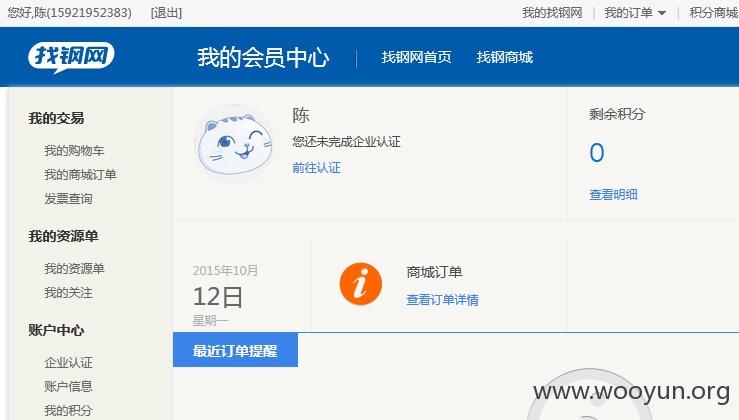 您好,陈(15921952383) [退出] 我的找钢网 | 我的订单 | 积分商城
找钢网 我的会员中心 | 找钢网首页 找钢商城
我的交易
我的购物车
我的商城订单
发票查询
我的资源单
我的资源单
我的关注
账户中心
企业认证
账户信息
我的积分
陈
您还未完成企业认证
前往认证
剩余积分
0
查看明细
2015年10月
12日
星期一
商城订单
查看订单详情
最近订单提醒
www.wooyun.org